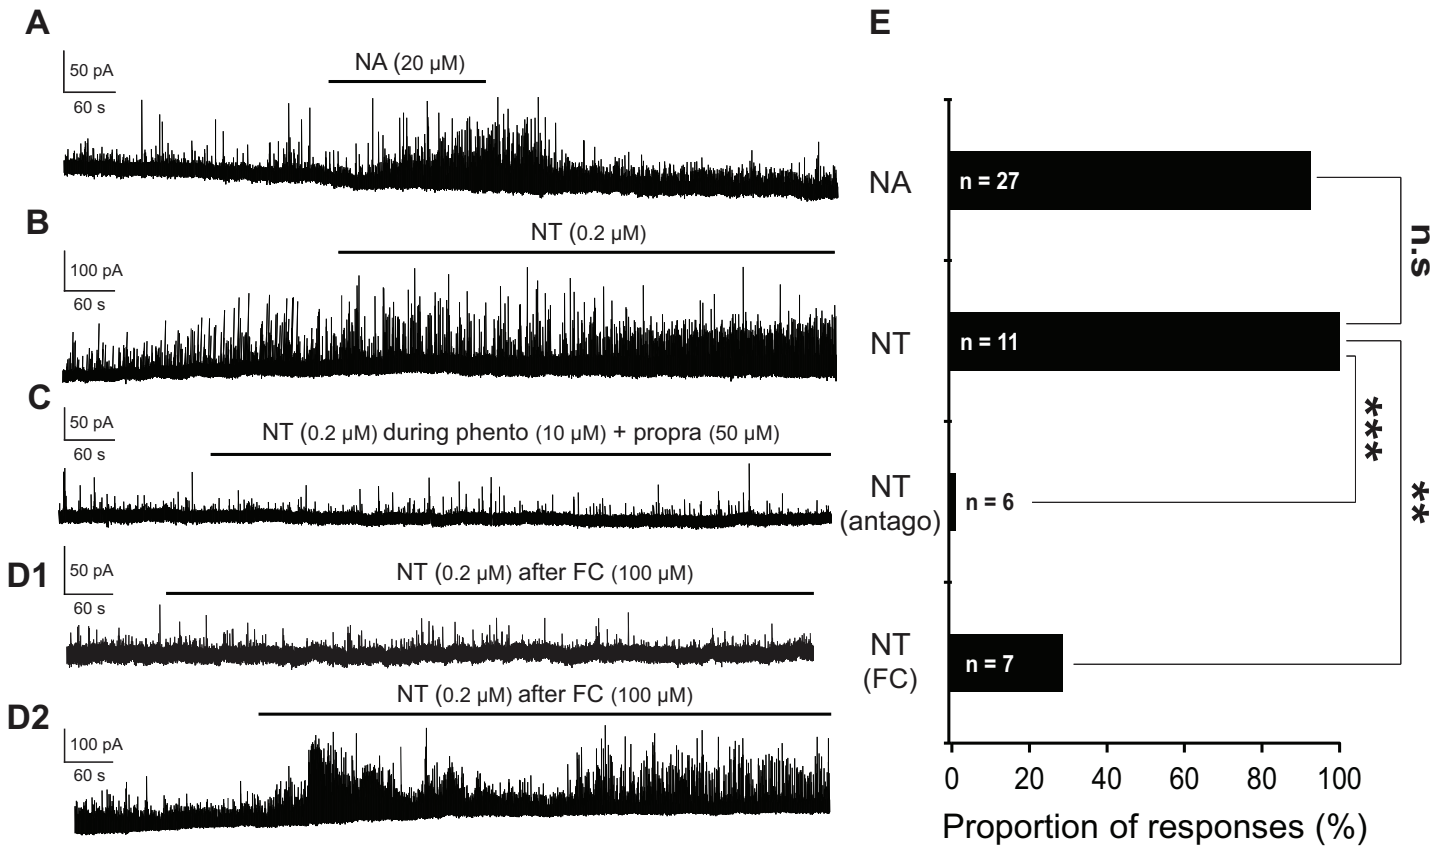 A
50 pA
60 s
NA (20 µM)
B
100 pA
60 s
NT (0.2 µM)
C
50 pA
60 s
NT (0.2 µM) during phento (10 µM) + propra (50 µM)
D1
50 pA
60 s
NT (0.2 µM) after FC (100 µM)
D2
100 pA
60 s
NT (0.2 µM) after FC (100 µM)
E
NA
n = 27
n.s
NT
n = 11
***
NT
(antago)
n = 6
**
NT
(FC)
n = 7
0 20 40 60 80 100
Proportion of responses (%)